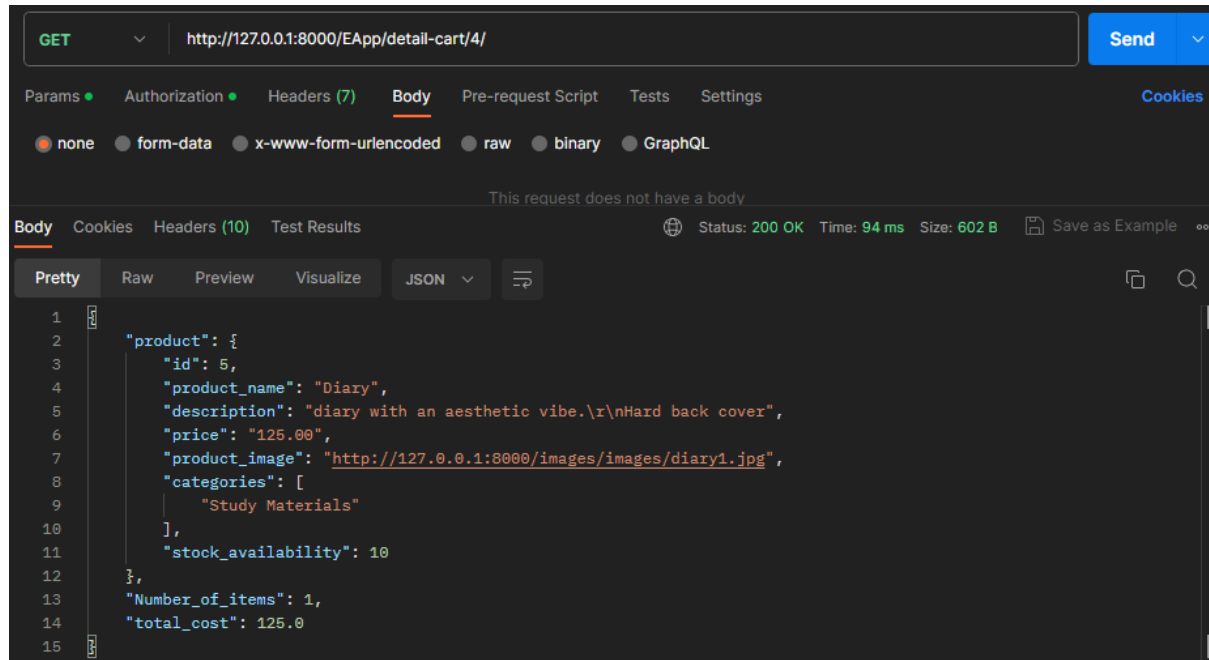 GET http://127.0.0.1:8000/EApp/detail-cart/4/ Send
Params Authorization Headers (7) Body Pre-request Script Tests Settings Cookies
none form-data x-www-form-urlencoded raw binary GraphQL
This request does not have a body
Body Cookies Headers (10) Test Results Status: 200 OK Time: 94 ms Size: 602 B Save as Example
Pretty Raw Preview Visualize JSON
1 {
2 "product": {
3 "id": 5,
4 "product_name": "Diary",
5 "description": "diary with an aesthetic vibe.\r\nHard back cover",
6 "price": "125.00",
7 "product_image": "http://127.0.0.1:8000/images/images/diary1.jpg",
8 "categories": [
9 "Study Materials"
10 ],
11 "stock_availability": 10
12 },
13 "Number_of_items": 1,
14 "total_cost": 125.0
15 }